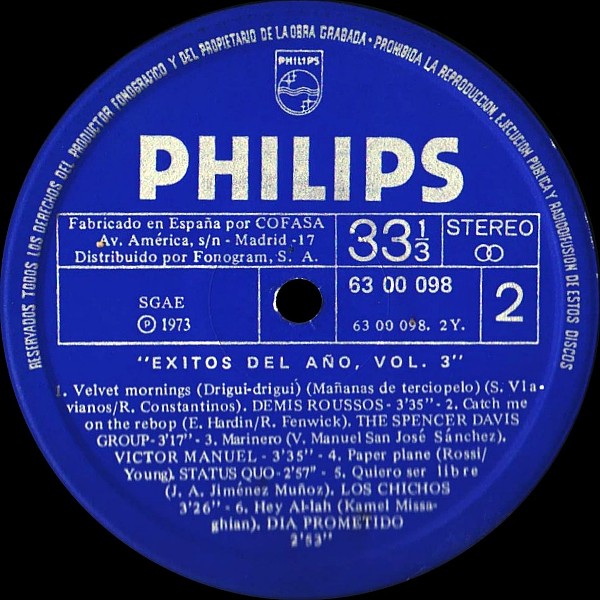 RESERVADOS TODOS LOS DERECHOS DEL PRODUCTOR FONOGRAFICO Y DEL PROPIETARIO DE LA OBRA GRABADA • PROHIBIDA LA REPRODUCCION, EJECUCION PUBLICA Y RADIODIFUSION DE ESTOS DISCOS
PHILIPS
PHILIPS
Fabricado en España por COFASA
Av. América, s/n - Madrid -17
Distribuido por Fonogram, S. A.
33 1/3
STEREO
SGAE
℗ 1973
63 00 098
63 00 098. 2Y.
2
"EXITOS DEL AÑO, VOL. 3"
1. Velvet mornings (Drigui-drigui) (Mañanas de terciopelo) (S. Vla-
vianos/R. Constantinos). DEMIS ROUSSOS - 3'35" - 2. Catch me
on the rebop (E. Hardin/R. Fenwick). THE SPENCER DAVIS
GROUP - 3'17" - 3. Marinero (V. Manuel San José Sánchez).
VICTOR MANUEL - 3'35" - 4. Paper plane (Rossi/
Young). STATUS QUO - 2'57" - 5. Quiero ser libre
(J. A. Jiménez Muñoz). LOS CHICHOS
3'26" - 6. Hey Al-lah (Kamel Missa-
ghian). DIA PROMETIDO
2'53"